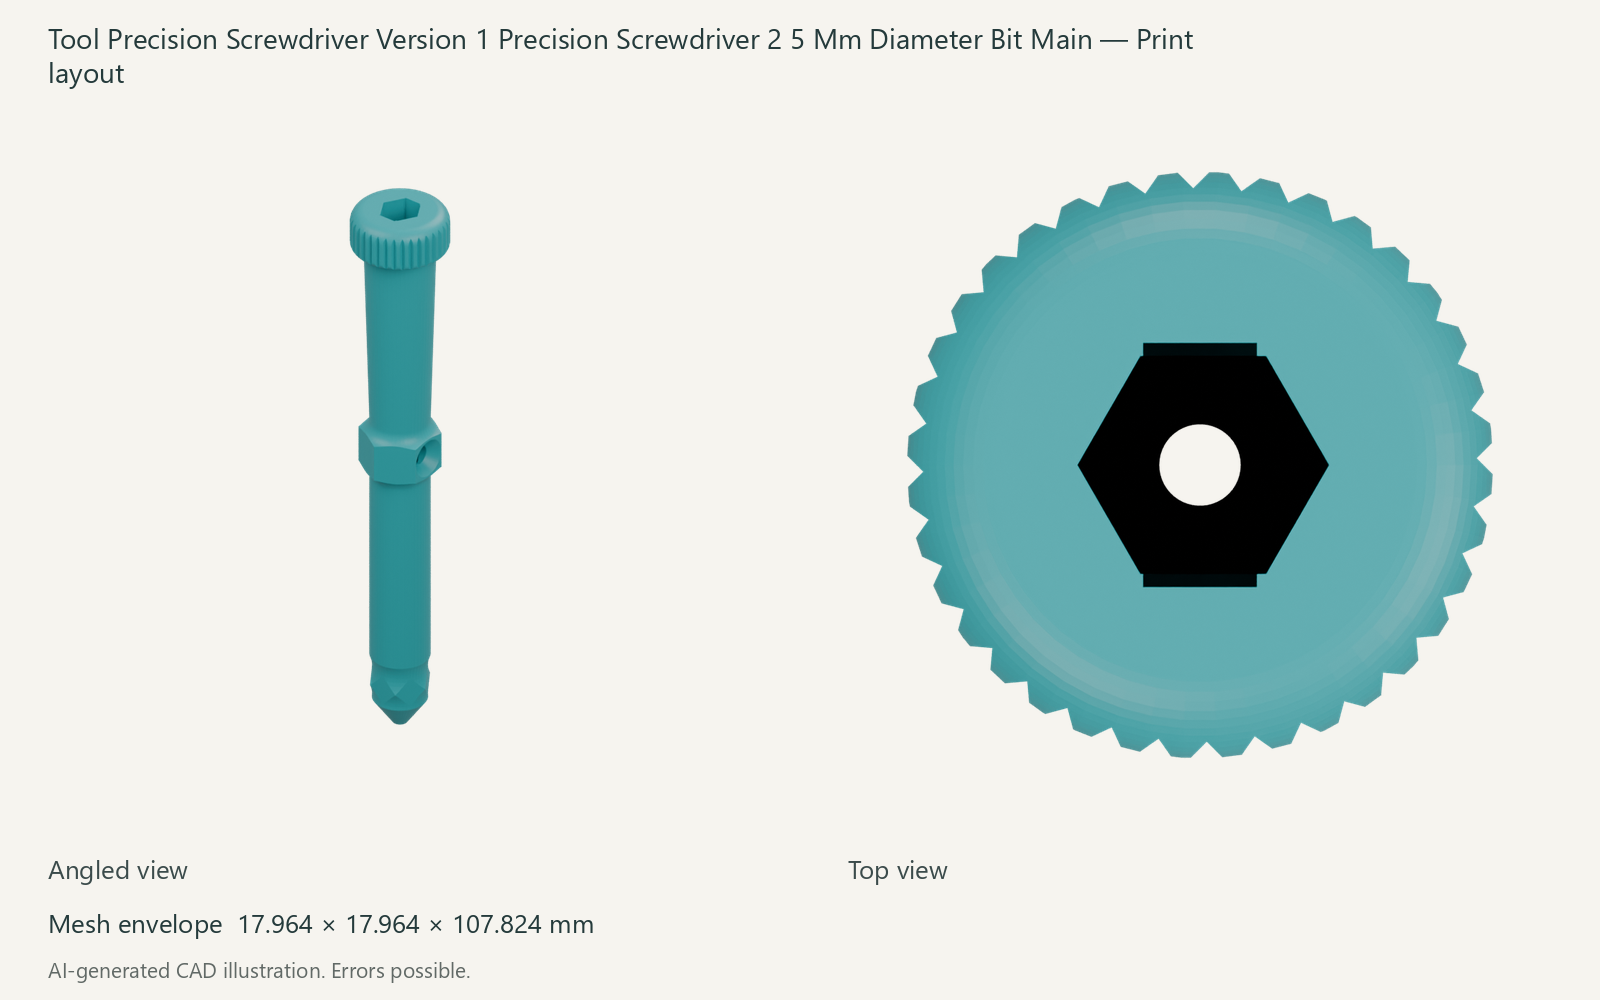 Tool Precision Screwdriver Version 1 Precision Screwdriver 2 5 Mm Diameter Bit Main — Print
layout
Angled view
Top view
Mesh envelope 17.964 × 17.964 × 107.824 mm
AI-generated CAD illustration. Errors possible.